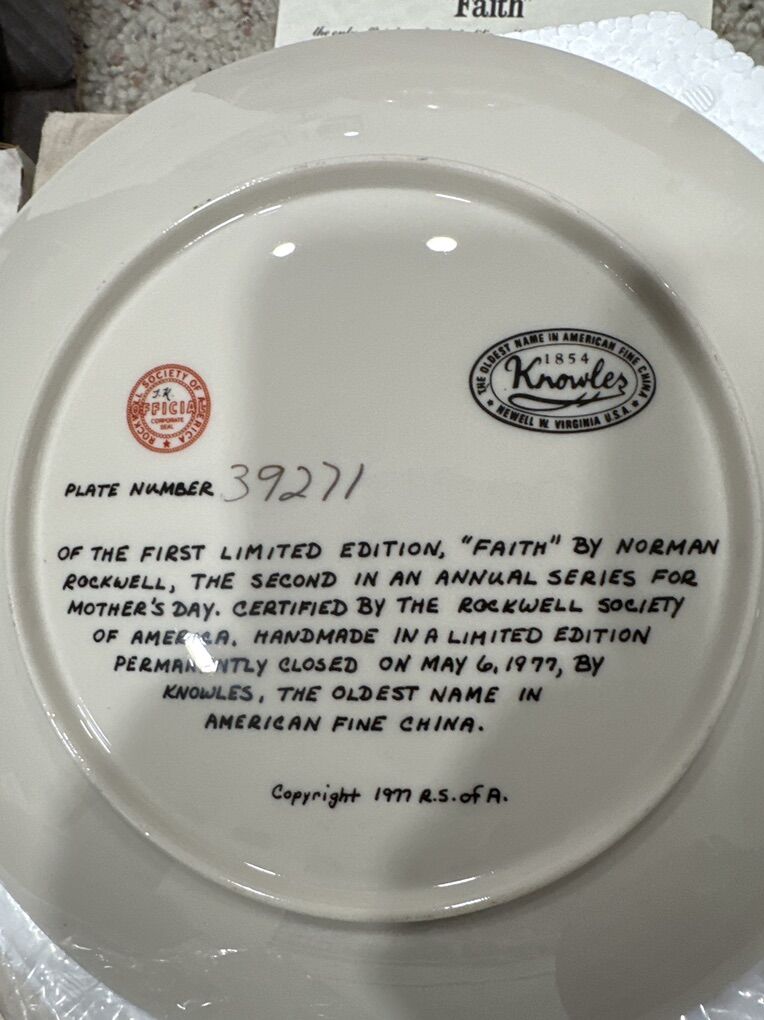 Faith"
ROCKWELL SOCIETY OF AMERICA
J.R.
OFFICIAL
CORPORATE
SEAL
THE OLDEST NAME IN AMERICAN FINE CHINA
1854
Knowles
NEWELL W. VIRGINIA U.S.A.
PLATE NUMBER 39271
OF THE FIRST LIMITED EDITION, "FAITH" BY NORMAN
ROCKWELL, THE SECOND IN AN ANNUAL SERIES FOR
MOTHER'S DAY. CERTIFIED BY THE ROCKWELL SOCIETY
OF AMERICA. HANDMADE IN A LIMITED EDITION
PERMANENTLY CLOSED ON MAY 6, 1977, BY
KNOWLES, THE OLDEST NAME IN
AMERICAN FINE CHINA.
Copyright 1977 R.S. of A.